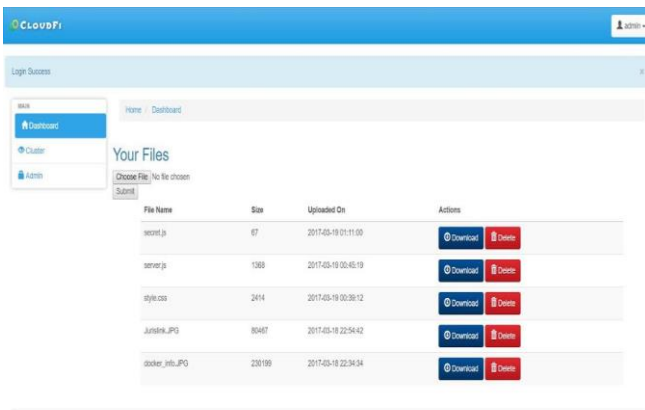 CLOUDFI
admin
Login Success
×
MAIN
Dashboard
Cluster
Admin
Home / Dashboard
Your Files
Choose File No file chosen
Submit
File Name Size Uploaded On Actions
secret.js 67 2017-03-19 01:11:00 Download Delete
server.js 1368 2017-03-19 00:45:19 Download Delete
style.css 2414 2017-03-19 00:39:12 Download Delete
Juristink.JPG 80467 2017-03-18 22:54:42 Download Delete
docker_info.JPG 230199 2017-03-18 22:34:34 Download Delete